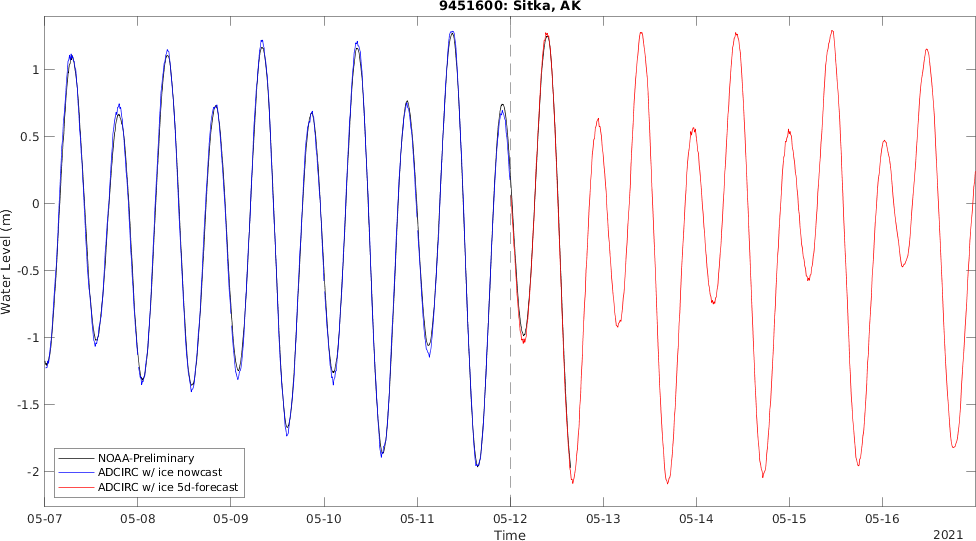 9451600: Sitka, AK
1
0.5
0
-0.5
-1
-1.5
-2
Water Level (m)
NOAA-Preliminary
ADCIRC w/ ice nowcast
ADCIRC w/ ice 5d-forecast
05-07 05-08 05-09 05-10 05-11 05-12 05-13 05-14 05-15 05-16
Time
2021